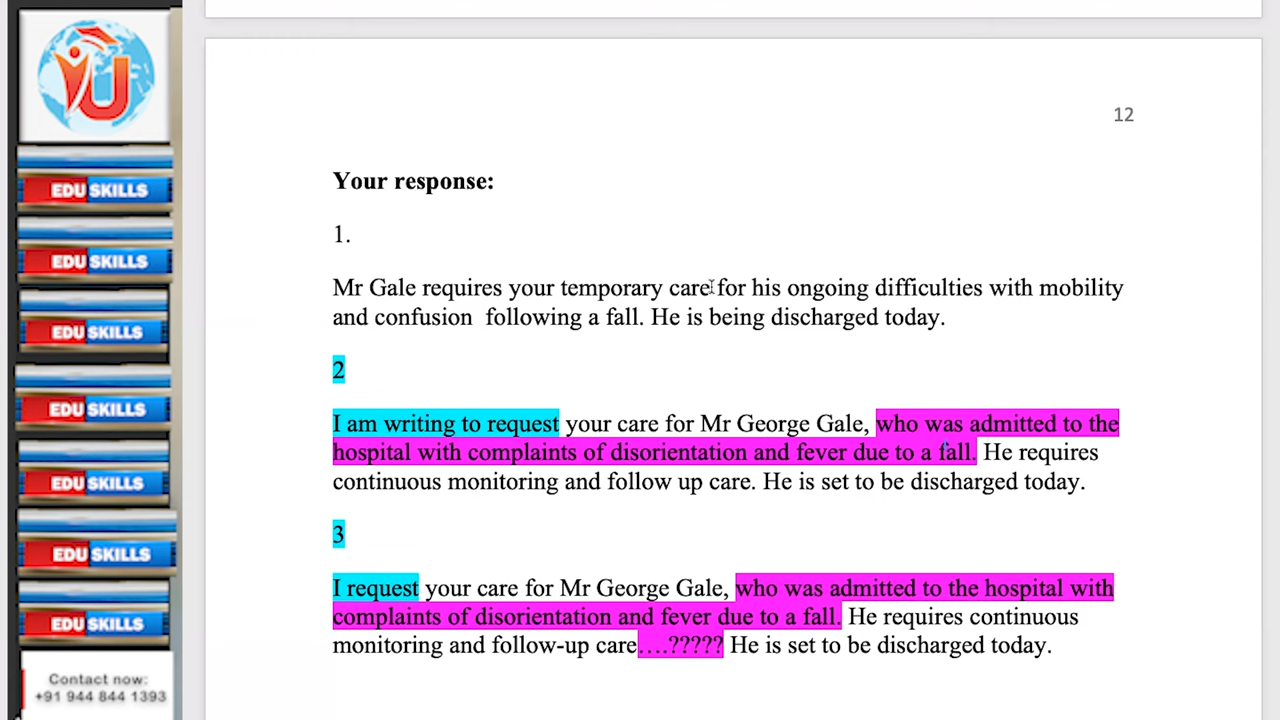 12
Your response:
1.
Mr Gale requires your temporary care for his ongoing difficulties with mobility
and confusion  following a fall. He is being discharged today.
2
I am writing to request your care for Mr George Gale, who was admitted to the
hospital with complaints of disorientation and fever due to a fall. He requires
continuous monitoring and follow up care. He is set to be discharged today.
3
I request your care for Mr George Gale, who was admitted to the hospital with
complaints of disorientation and fever due to a fall. He requires continuous
monitoring and follow-up care....????? He is set to be discharged today.
U
EDU SKILLS
EDU SKILLS
EDU SKILLS
EDU SKILLS
EDU SKILLS
EDU SKILLS
EDU SKILLS
Contact now:
+91 944 844 1393